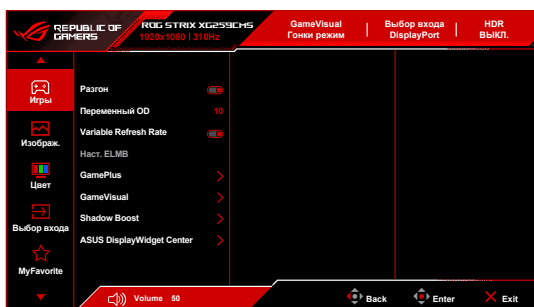 REPUBLIC OF GAMERS
ROG STRIX XG259CMS
1920x1080 | 310Hz
GameVisual
Гонки режим
Выбор входа
DisplayPort
HDR
ВЫКЛ.
Игры
Изображ.
Цвет
Выбор входа
MyFavorite
Разгон
Переменный OD 10
Variable Refresh Rate
Наст. ELMB
GamePlus
GameVisual
Shadow Boost
ASUS DisplayWidget Center
Volume 50
Back
Enter
Exit